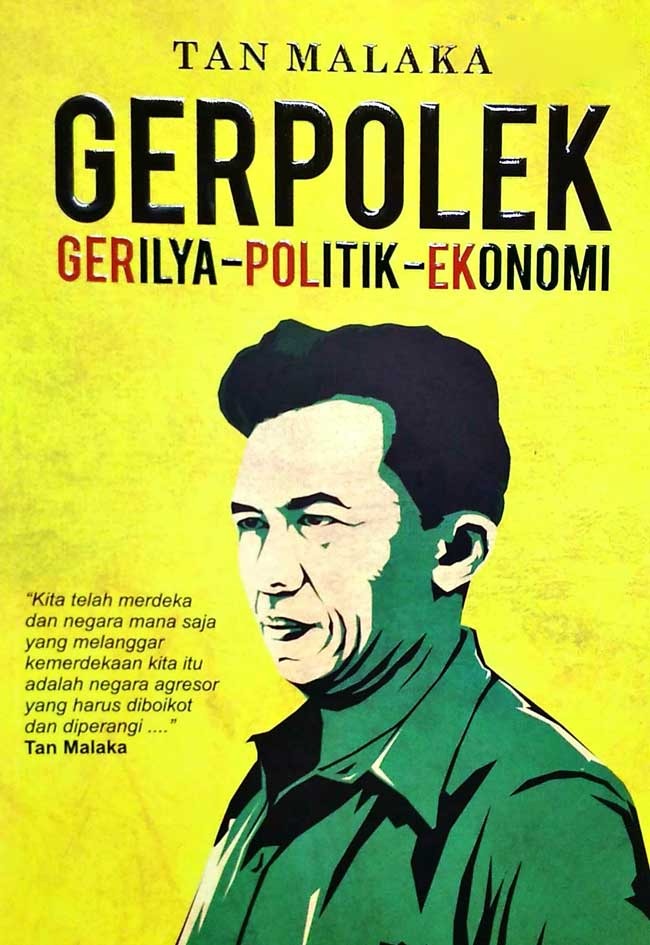 TAN MALAKA
GERPOLEK
GERILYA-POLITIK-EKONOMI
"Kita telah merdeka
dan negara mana saja
yang melanggar
kemerdekaan kita itu
adalah negara agresor
yang harus diboikot
dan diperangi ...."
Tan Malaka